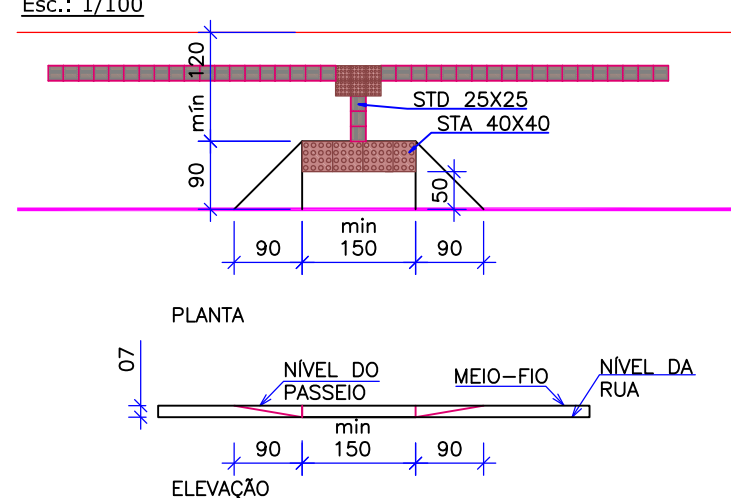 Esc.: 1/100
120
mín
90
STD 25X25
STA 40X40
50
min
90
150
90
PLANTA
07
NÍVEL DO
PASSEIO
MEIO-FIO
NÍVEL DA
RUA
min
90
150
90
ELEVAÇÃO